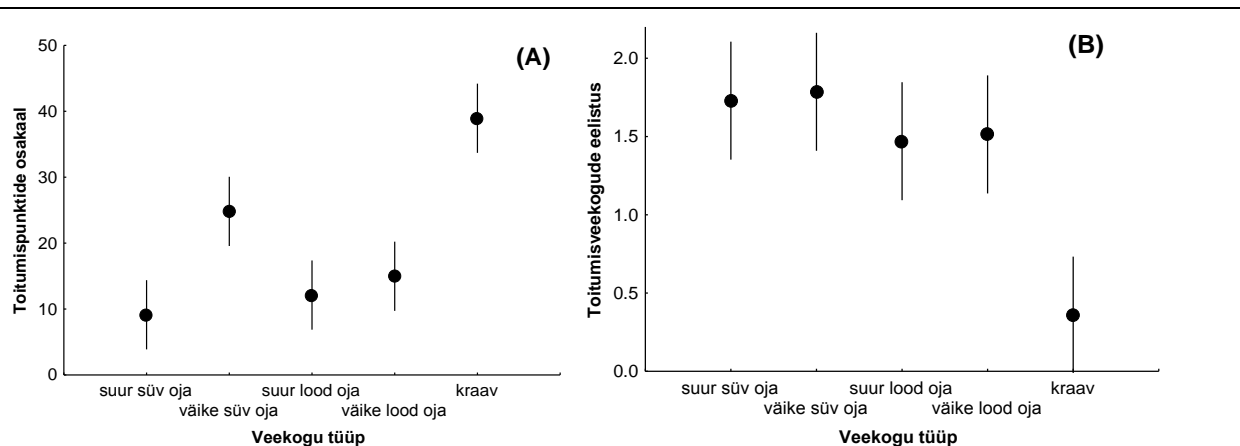 (A)
Toitumispunktide osakaal
50
40
30
20
10
0
suur süv oja
väike süv oja
suur lood oja
väike lood oja
kraav
Veekogu tüüp
(B)
Toitumisveekogude eelistus
2.0
1.5
1.0
0.5
0.0
suur süv oja
väike süv oja
suur lood oja
väike lood oja
kraav
Veekogu tüüp